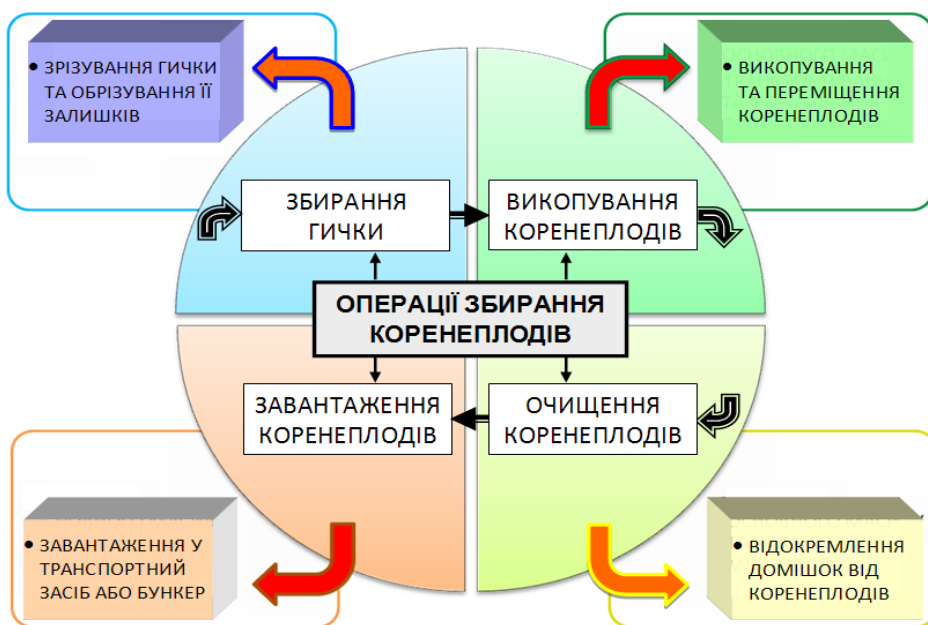 • ЗРІЗУВАННЯ ГИЧКИ
ТА ОБРІЗУВАННЯ ЇЇ
ЗАЛИШКІВ
• ВИКОПУВАННЯ
ТА ПЕРЕМІЩЕННЯ
КОРЕНЕПЛОДІВ
ЗБИРАННЯ
ГИЧКИ
ВИКОПУВАННЯ
КОРЕНЕПЛОДІВ
ОПЕРАЦІЇ ЗБИРАННЯ
КОРЕНЕПЛОДІВ
ЗАВАНТАЖЕННЯ
КОРЕНЕПЛОДІВ
ОЧИЩЕННЯ
КОРЕНЕПЛОДІВ
• ЗАВАНТАЖЕННЯ У
ТРАНСПОРТНИЙ
ЗАСІБ АБО БУНКЕР
• ВІДОКРЕМЛЕННЯ
ДОМІШОК ВІД
КОРЕНЕПЛОДІВ